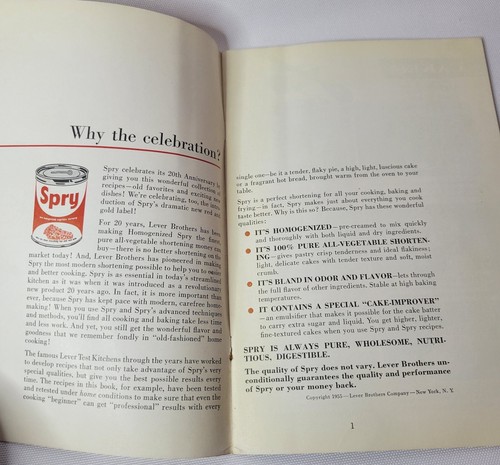 Why the celebration?
Spry
Spry celebrates its 20th Anniversary by
giving you this wonderful collection of
recipes—old favorites and exciting new
dishes! We're celebrating, too, the intro-
duction of Spry's dramatic new red and
gold label!
For 20 years, Lever Brothers has been
making Homogenized Spry the finest
pure all-vegetable shortening money can
buy—there is no better shortening on the
market today! And, Lever Brothers has pioneered in making
Spry the most modern shortening possible to help you to easier
and better cooking. Spry is as essential in today's streamlined
kitchen as it was when it was introduced as a revolutionary
new product 20 years ago. In fact, it is more important than
ever, because Spry has kept pace with modern, carefree home
baking! When you use Spry and Spry's advanced techniques
and methods, you'll find all cooking and baking take less time
and less work. And yet, you still get the wonderful flavor and
goodness that we remember fondly in "old-fashioned" home
cooking!
The famous Lever Test Kitchens through the years have worked
to develop recipes that not only take advantage of Spry's very
special qualities, but give the best possible results every
time. The recipes in this book, for example, have been tested
and retested under home conditions to make sure that even the
cooking "beginner" can get "professional" results with every
single one—be it a tender, flaky pie, a high, light, luscious cake
or a fragrant hot bread, brought warm from the oven to your
table.
Spry is a perfect shortening for all your cooking, baking and
frying—in fact, Spry makes just about everything you cook
taste better. Why is this so? Because, Spry has these wonderful
qualities:
IT'S HOMOGENIZED—pre-creamed to mix quickly
and thoroughly with both liquid and dry ingredients.
IT'S 100% PURE ALL-VEGETABLE SHORTEN-
ING—gives pastry crisp tenderness and ideal flakiness;
light, delicate cakes with tender texture and soft, moist
crumb.
IT'S BLAND IN ODOR AND FLAVOR—lets through
the full flavor of other ingredients. Stable at high baking
temperatures.
IT CONTAINS A SPECIAL "CAKE-IMPROVER"
—an emulsifier that makes it possible for the cake batter
to carry extra sugar and liquid. You get higher, lighter,
fine-textured cakes when you use Spry and Spry recipes.
SPRY IS ALWAYS PURE, WHOLESOME, NUTRI-
TIOUS, DIGESTIBLE.
The quality of Spry does not vary. Lever Brothers un-
conditionally guarantees the quality and performance
of Spry or your money back.
Copyright 1955—Lever Brothers Company—New York, N. Y.
1